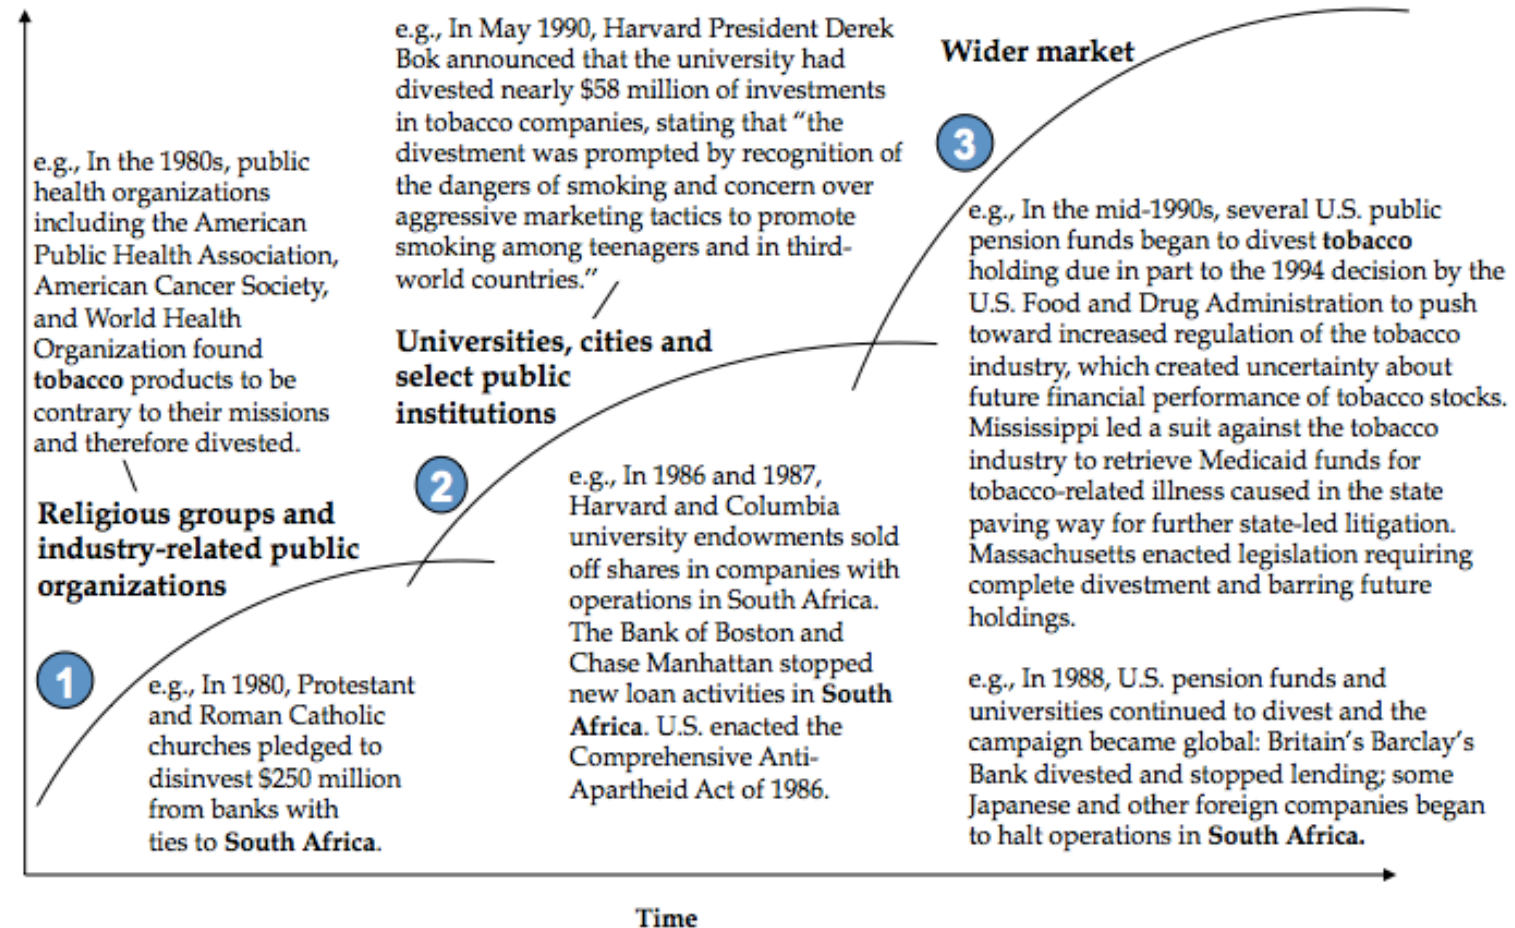 e.g., In the 1980s, public
health organizations
including the American
Public Health Association,
American Cancer Society,
and World Health
Organization found
tobacco products to be
contrary to their missions
and therefore divested.
Religious groups and
industry-related public
organizations
1
e.g., In 1980, Protestant
and Roman Catholic
churches pledged to
disinvest $250 million
from banks with
ties to South Africa.
e.g., In May 1990, Harvard President Derek
Bok announced that the university had
divested nearly $58 million of investments
in tobacco companies, stating that “the
divestment was prompted by recognition of
the dangers of smoking and concern over
aggressive marketing tactics to promote
smoking among teenagers and in third-
world countries.”
Universities, cities and
select public
institutions
2
e.g., In 1986 and 1987,
Harvard and Columbia
university endowments sold
off shares in companies with
operations in South Africa.
The Bank of Boston and
Chase Manhattan stopped
new loan activities in South
Africa. U.S. enacted the
Comprehensive Anti-
Apartheid Act of 1986.
Wider market
3
e.g., In the mid-1990s, several U.S. public
pension funds began to divest tobacco
holding due in part to the 1994 decision by the
U.S. Food and Drug Administration to push
toward increased regulation of the tobacco
industry, which created uncertainty about
future financial performance of tobacco stocks.
Mississippi led a suit against the tobacco
industry to retrieve Medicaid funds for
tobacco-related illness caused in the state
paving way for further state-led litigation.
Massachusetts enacted legislation requiring
complete divestment and barring future
holdings.
e.g., In 1988, U.S. pension funds and
universities continued to divest and the
campaign became global: Britain’s Barclay’s
Bank divested and stopped lending; some
Japanese and other foreign companies began
to halt operations in South Africa.
Time